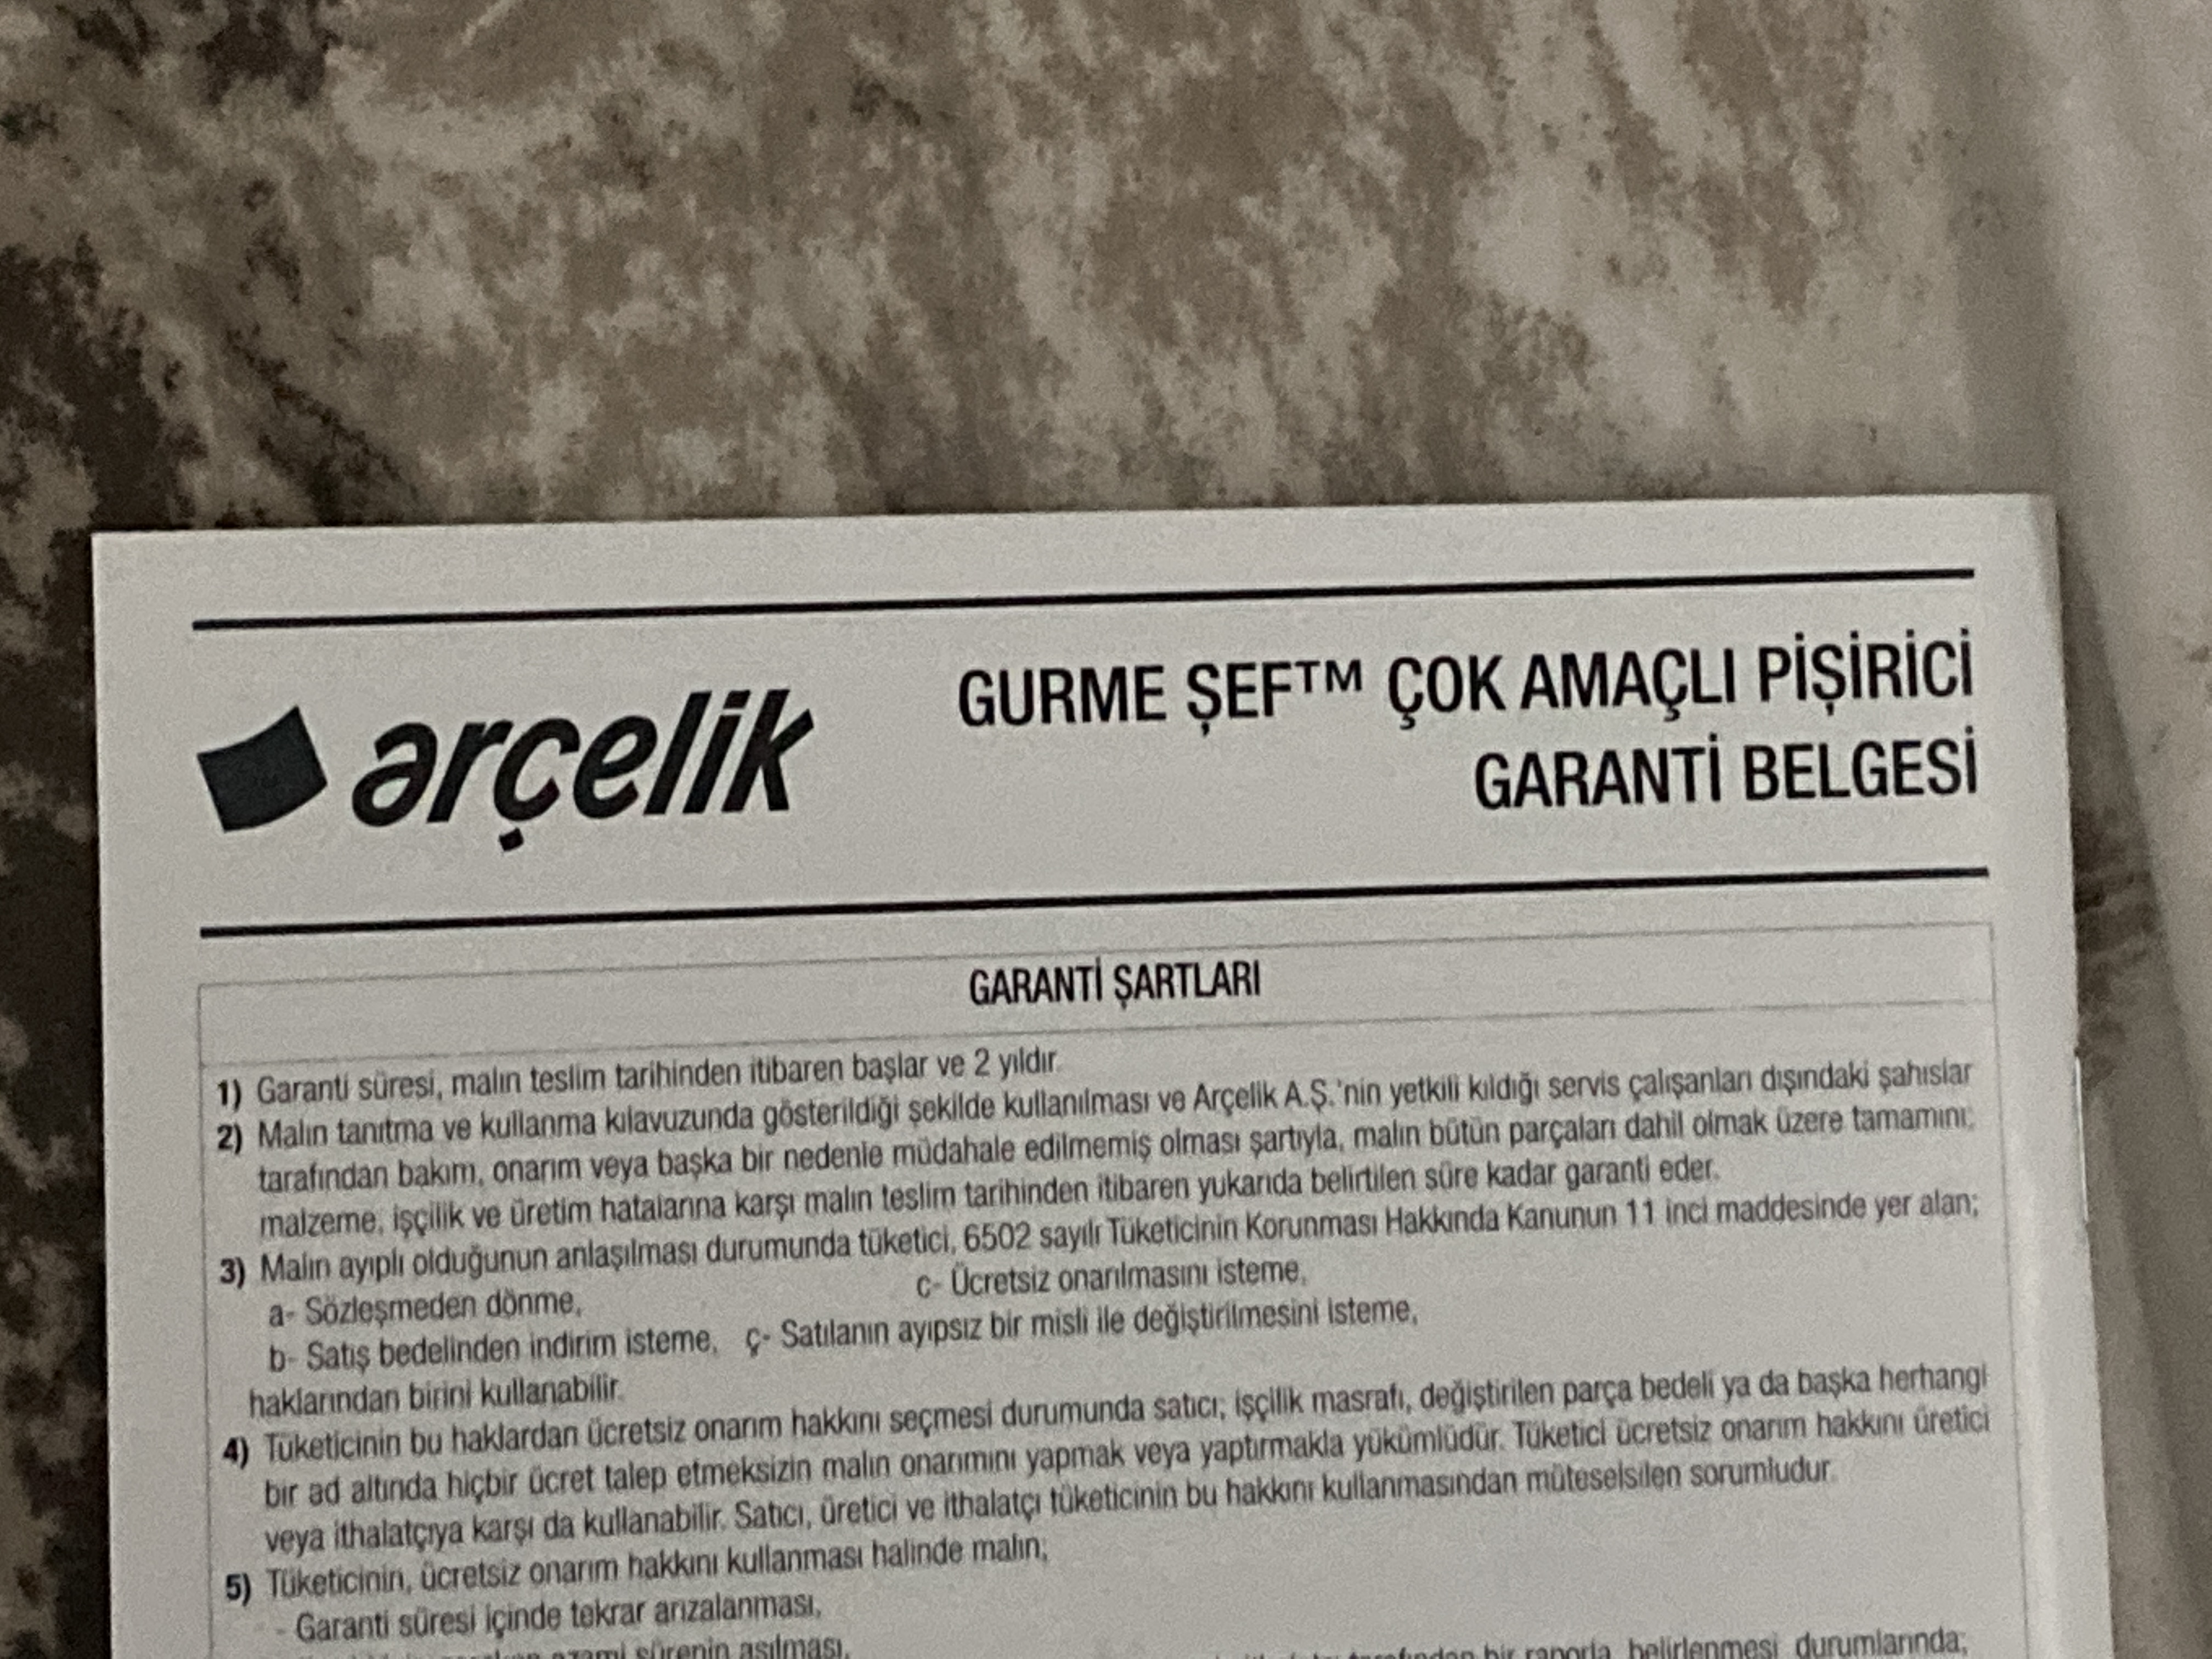 arçelik
GURME ŞEF™ ÇOK AMAÇLI PİŞİRİCİ
GARANTİ BELGESİ
GARANTİ ŞARTLARI
1) Garanti süresi, malın teslim tarihinden itibaren başlar ve 2 yıldır.
2) Malın tanıtma ve kullanma kılavuzunda gösterildiği şekilde kullanılması ve Arçelik A.Ş.'nin yetkili kıldığı servis çalışanları dışındaki şahıslar
tarafından bakım, onarım veya başka bir nedenle müdahale edilmemiş olması şartıyla, malın bütün parçaları dahil olmak üzere tamamını;
malzeme, işçilik ve üretim hatalarına karşı malın teslim tarihinden itibaren yukarıda belirtilen süre kadar garanti eder.
3) Malın ayıplı olduğunun anlaşılması durumunda tüketici, 6502 sayılı Tüketicinin Korunması Hakkında Kanunun 11 inci maddesinde yer alan;
a- Sözleşmeden dönme, c- Ücretsiz onarılmasını isteme,
b- Satış bedelinden indirim isteme, ç- Satılanın ayıpsız bir misli ile değiştirilmesini isteme,
haklarından birini kullanabilir.
4) Tüketicinin bu haklardan ücretsiz onarım hakkını seçmesi durumunda satıcı; işçilik masrafı, değiştirilen parça bedeli ya da başka herhangi
bir ad altında hiçbir ücret talep etmeksizin malın onarımını yapmak veya yaptırmakla yükümlüdür. Tüketici ücretsiz onarım hakkını üretici
veya ithalatçıya karşı da kullanabilir. Satıcı, üretici ve ithalatçı tüketicinin bu hakkını kullanmasından müteselsilen sorumludur.
5) Tüketicinin, ücretsiz onarım hakkını kullanması halinde malın;
- Garanti süresi içinde tekrar arızalanması,
azami sürenin aşılması,
tarafından bir raporla belirlenmesi durumlarında;